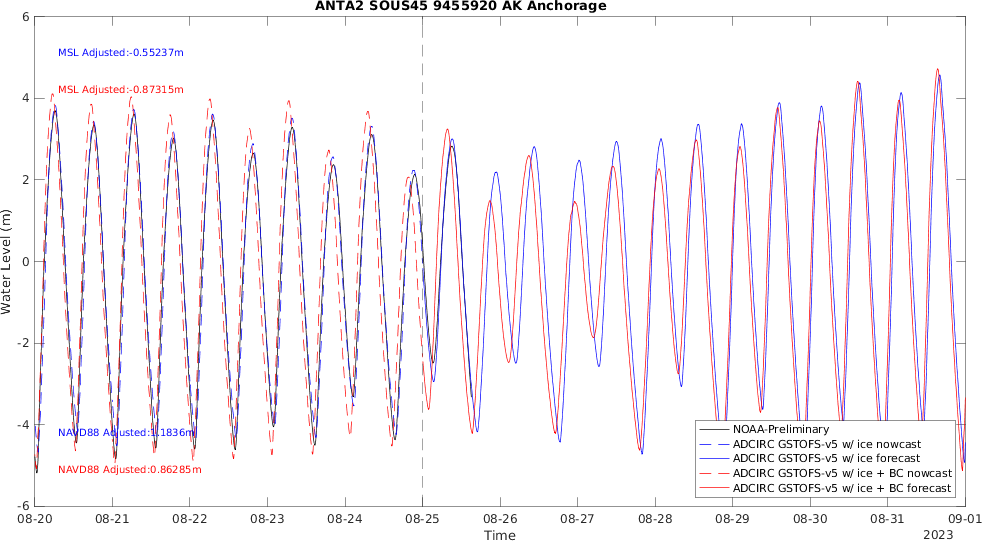 ANTA2 SOUS45 9455920 AK Anchorage
6
4
2
0
-2
-4
-6
Water Level (m)
MSL Adjusted:-0.55237m
MSL Adjusted:-0.87315m
NAVD88 Adjusted:1.1836m
NAVD88 Adjusted:0.86285m
NOAA-Preliminary
ADCIRC GSTOFS-v5 w/ ice nowcast
ADCIRC GSTOFS-v5 w/ ice forecast
ADCIRC GSTOFS-v5 w/ ice + BC nowcast
ADCIRC GSTOFS-v5 w/ ice + BC forecast
08-20 08-21 08-22 08-23 08-24 08-25 08-26 08-27 08-28 08-29 08-30 08-31 09-01
Time
2023